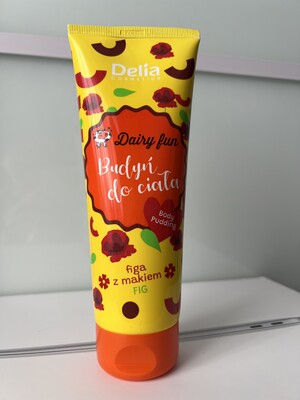 Delia
COSMETICS
Dairy fun
Budyń
do ciała
Body
Pudding
figa
z makiem
FIG